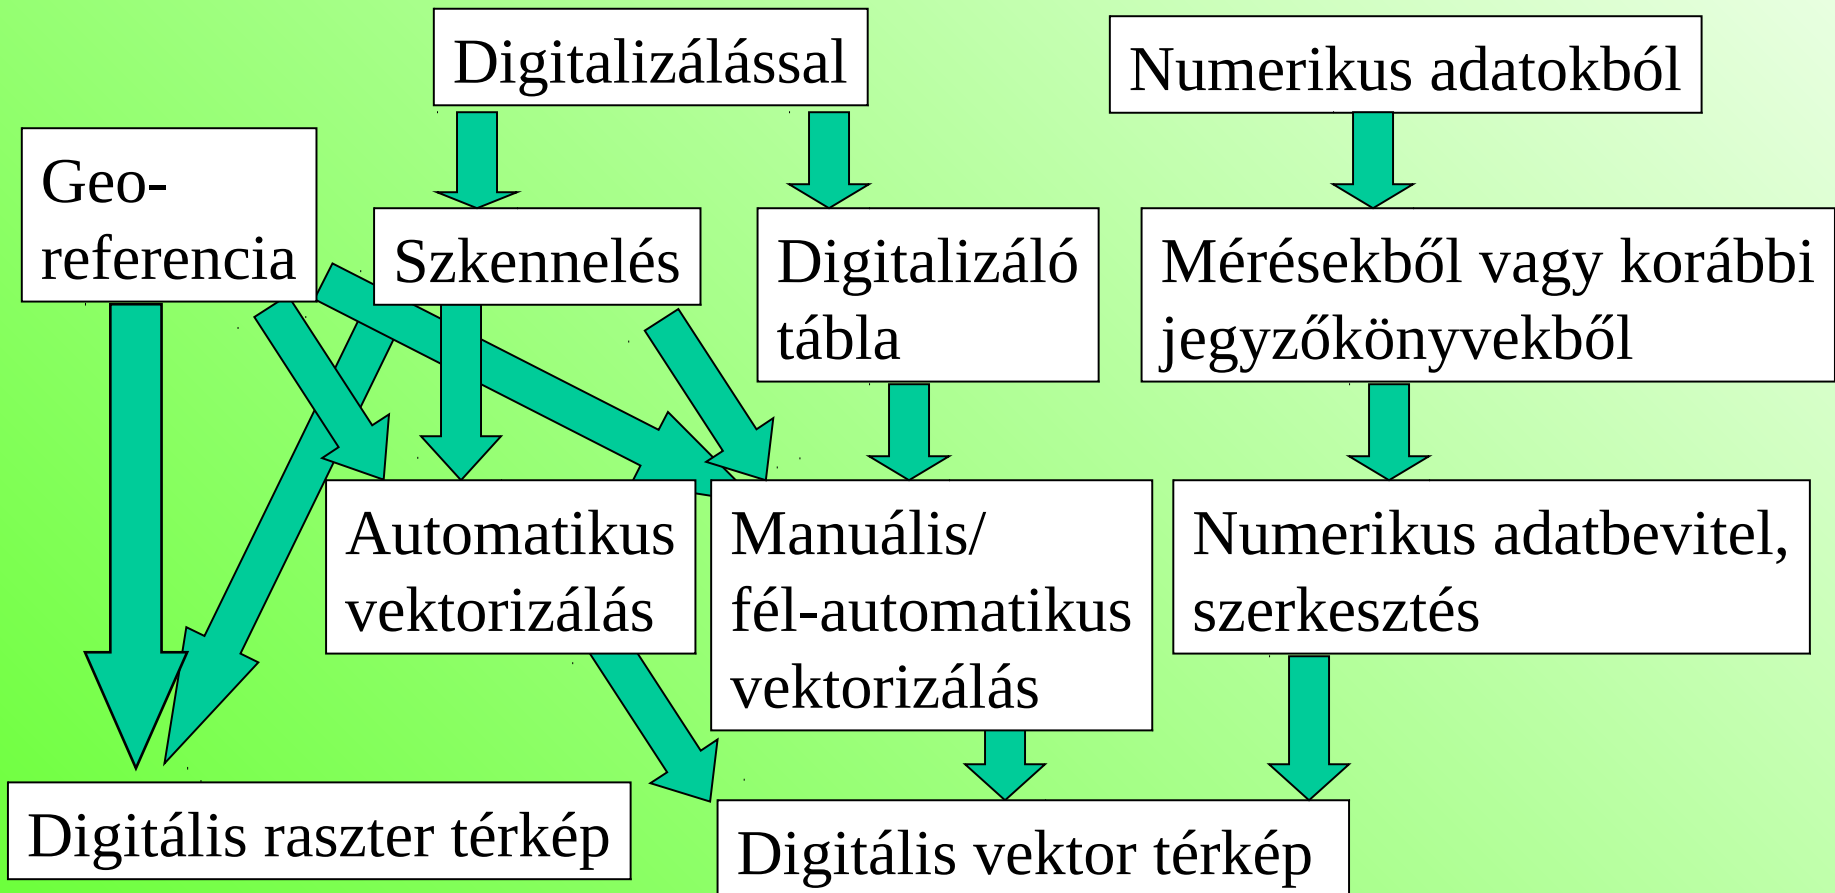 Digitalizálással
Numerikus adatokból
Geo-
referencia
Szkennelés
Digitalizáló
tábla
Mérésekből vagy korábbi
jegyzőkönyvekből
Automatikus
vektorizálás
Manuális/
fél-automatikus
vektorizálás
Numerikus adatbevitel,
szerkesztés
Digitális raszter térkép
Digitális vektor térkép